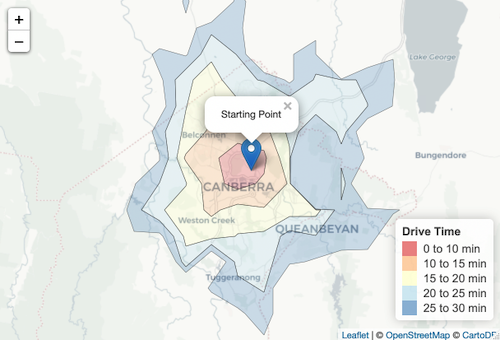 +
−
Lake George
Starting Point
×
Belconnen
Bungendore
CANBERRA
Weston Creek
QUEANBEYAN
Tuggeranong
Drive Time
0 to 10 min
10 to 15 min
15 to 20 min
20 to 25 min
25 to 30 min
Leaflet | © OpenStreetMap © CartoDB